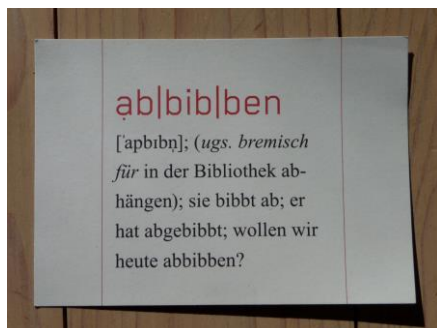 ab|bib|ben
[ˈapbɪbn̩]; (ugs. bremisch
für in der Bibliothek ab-
hängen); sie bibbt ab; er
hat abgebibbt; wollen wir
heute abbibben?